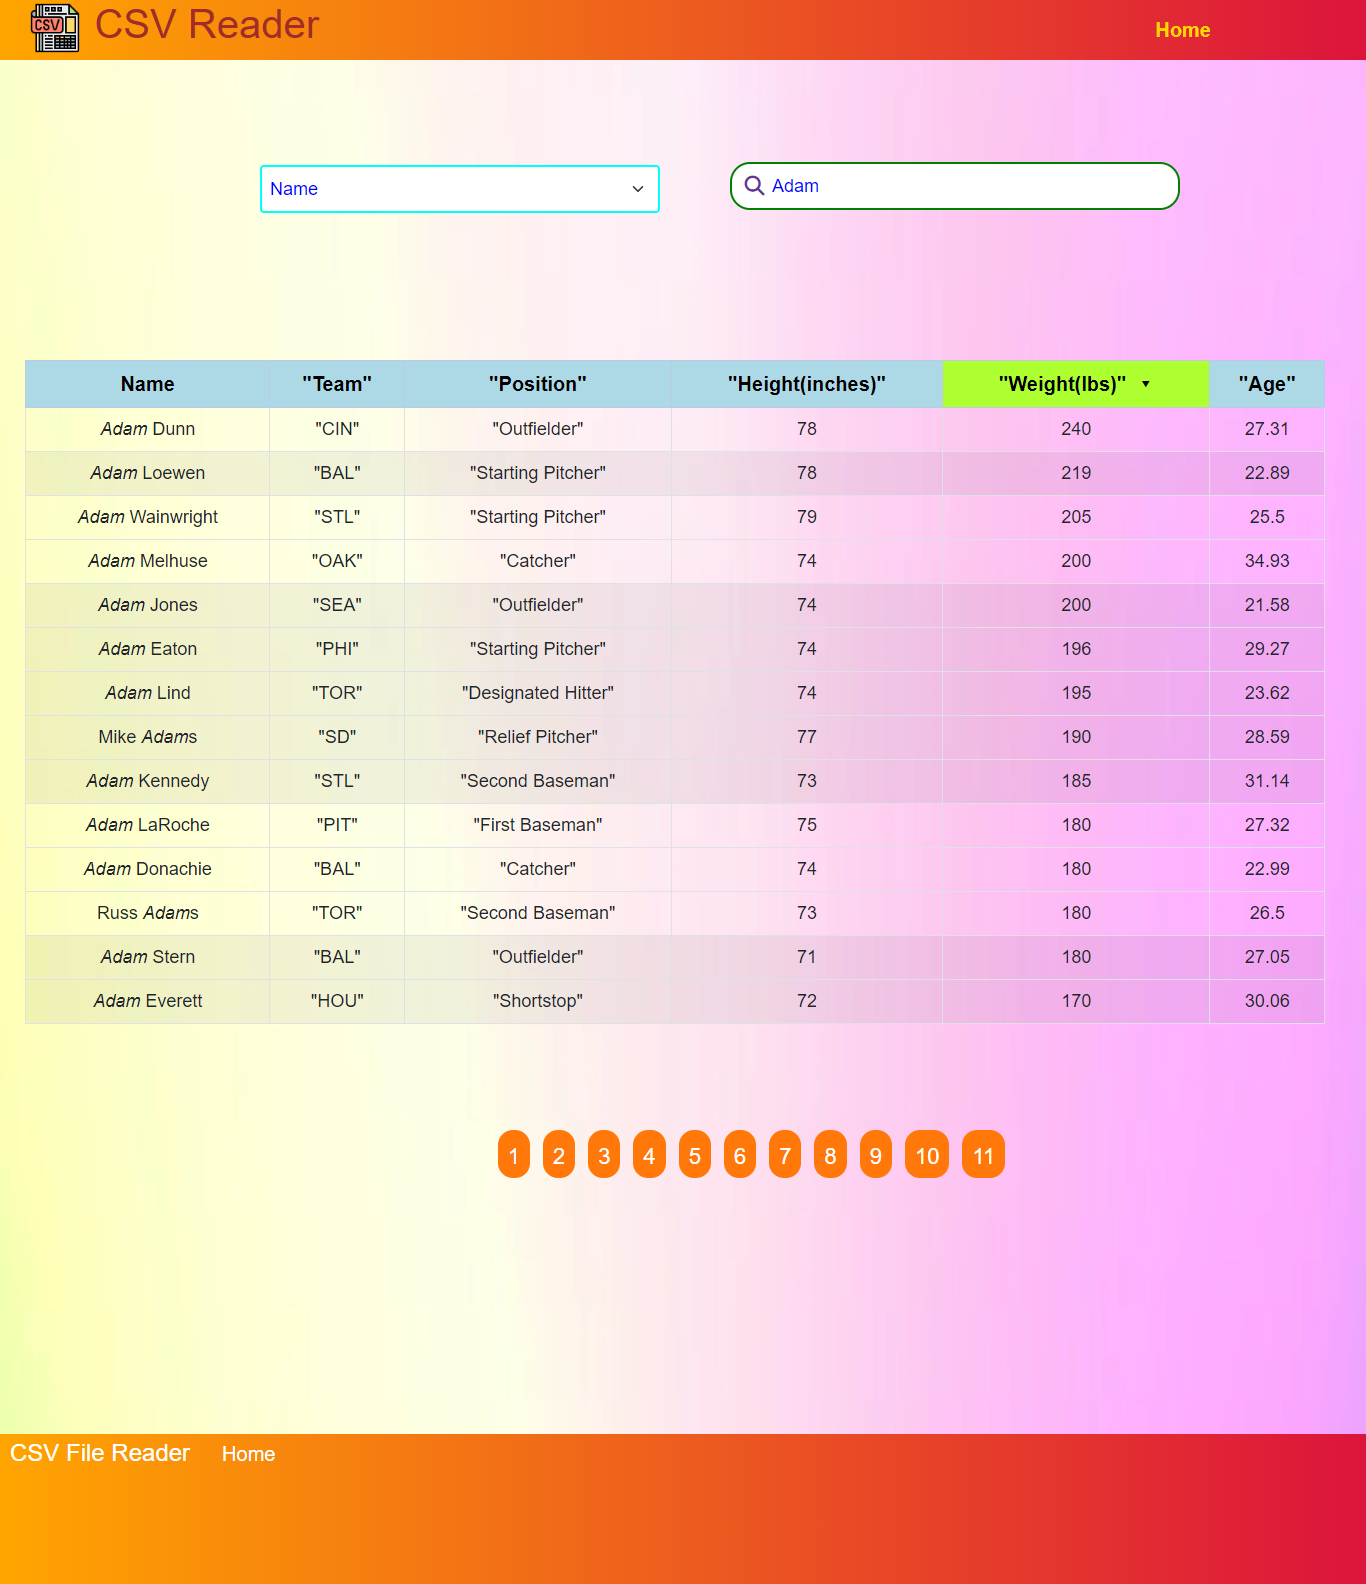 CSV CSV Reader Home
Name Adam
Name "Team" "Position" "Height(inches)" "Weight(lbs)" ▼ "Age"
Adam Dunn "CIN" "Outfielder" 78 240 27.31
Adam Loewen "BAL" "Starting Pitcher" 78 219 22.89
Adam Wainwright "STL" "Starting Pitcher" 79 205 25.5
Adam Melhuse "OAK" "Catcher" 74 200 34.93
Adam Jones "SEA" "Outfielder" 74 200 21.58
Adam Eaton "PHI" "Starting Pitcher" 74 196 29.27
Adam Lind "TOR" "Designated Hitter" 74 195 23.62
Mike Adams "SD" "Relief Pitcher" 77 190 28.59
Adam Kennedy "STL" "Second Baseman" 73 185 31.14
Adam LaRoche "PIT" "First Baseman" 75 180 27.32
Adam Donachie "BAL" "Catcher" 74 180 22.99
Russ Adams "TOR" "Second Baseman" 73 180 26.5
Adam Stern "BAL" "Outfielder" 71 180 27.05
Adam Everett "HOU" "Shortstop" 72 170 30.06
1 2 3 4 5 6 7 8 9 10 11
CSV File Reader Home